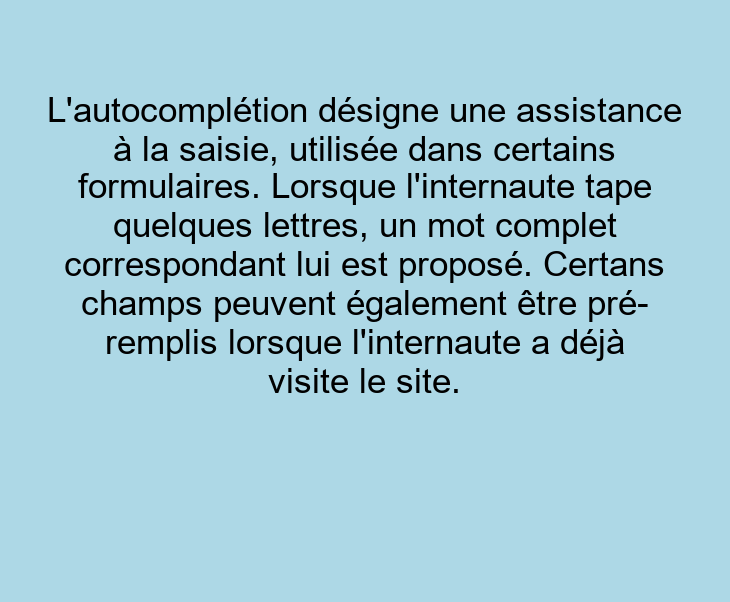 L'autocomplétion désigne une assistance
à la saisie, utilisée dans certains
formulaires. Lorsque l'internaute tape
quelques lettres, un mot complet
correspondant lui est proposé. Certans
champs peuvent également être pré-
remplis lorsque l'internaute a déjà
visite le site.